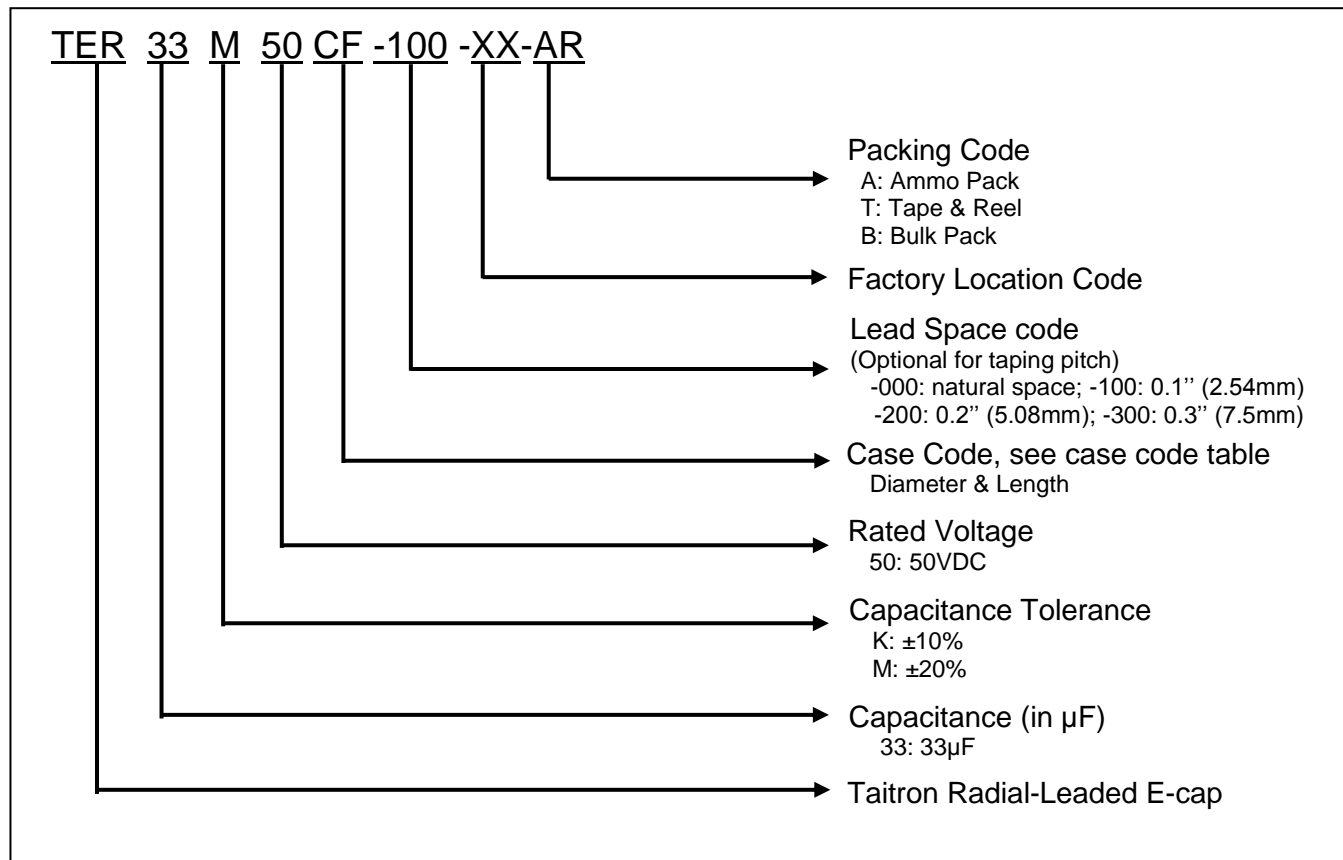 TER 33 M 50 CF -100 -XX-AR
Packing Code
A: Ammo Pack
T: Tape & Reel
B: Bulk Pack
Factory Location Code
Lead Space code
(Optional for taping pitch)
-000: natural space; -100: 0.1’’ (2.54mm)
-200: 0.2’’ (5.08mm); -300: 0.3’’ (7.5mm)
Case Code, see case code table
Diameter & Length
Rated Voltage
50: 50VDC
Capacitance Tolerance
K: ±10%
M: ±20%
Capacitance (in µF)
33: 33µF
Taitron Radial-Leaded E-cap